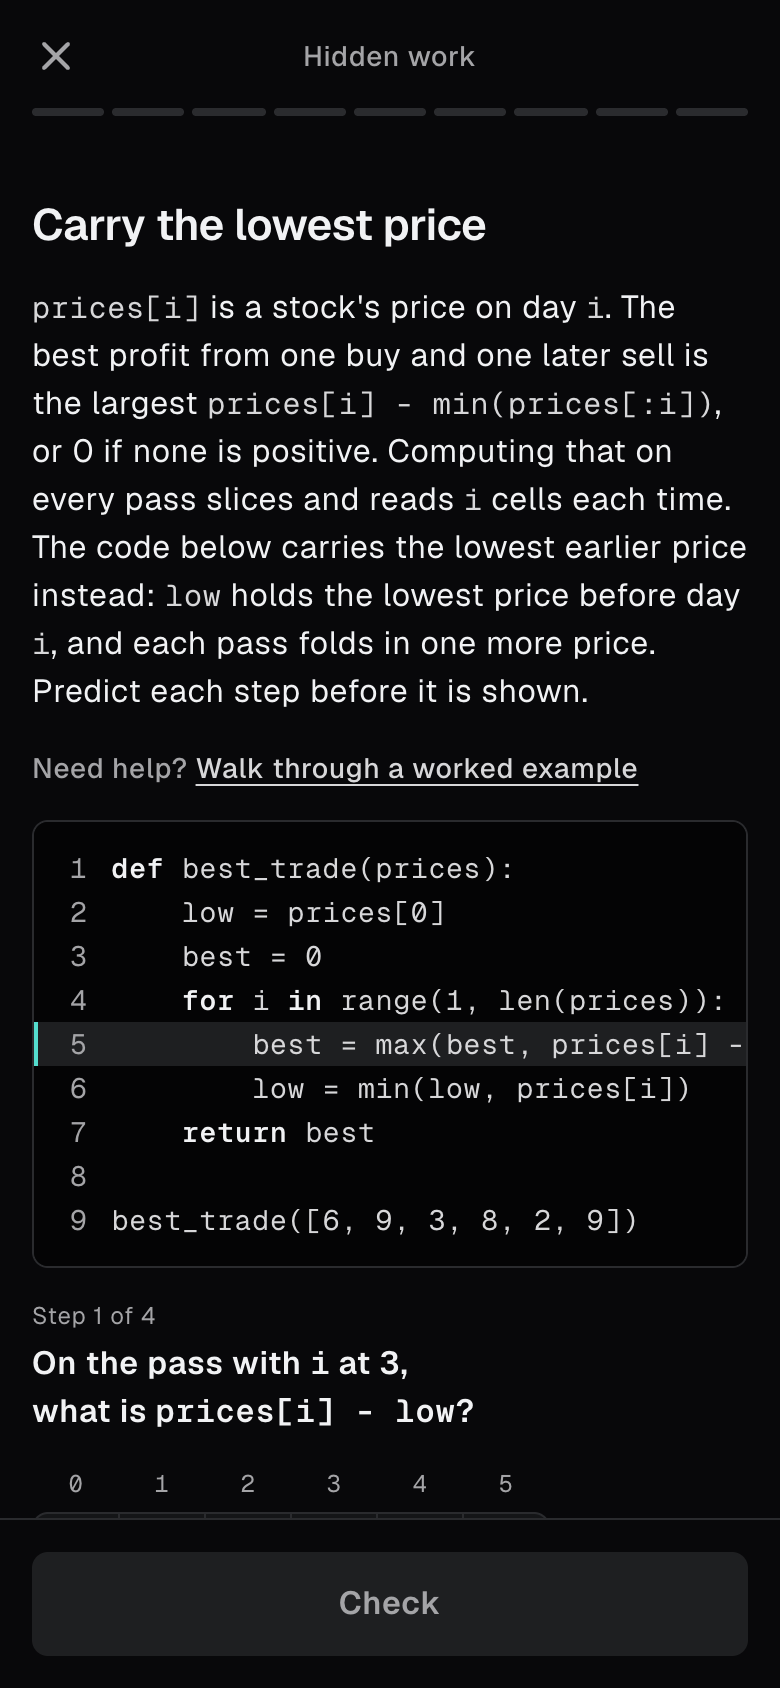 Hidden work
Carry the lowest price
prices[i] is a stock's price on day i. The
best profit from one buy and one later sell is
the largest prices[i] - min(prices[:i]),
or 0 if none is positive. Computing that on
every pass slices and reads i cells each time.
The code below carries the lowest earlier price
instead: low holds the lowest price before day
i, and each pass folds in one more price.
Predict each step before it is shown.
Need help? Walk through a worked example
1 def best_trade(prices):
2     low = prices[0]
3     best = 0
4     for i in range(1, len(prices)):
5         best = max(best, prices[i] -
6         low = min(low, prices[i])
7     return best
8
9 best_trade([6, 9, 3, 8, 2, 9])
Step 1 of 4
On the pass with i at 3,
what is prices[i] - low?
0 1 2 3 4 5
Check